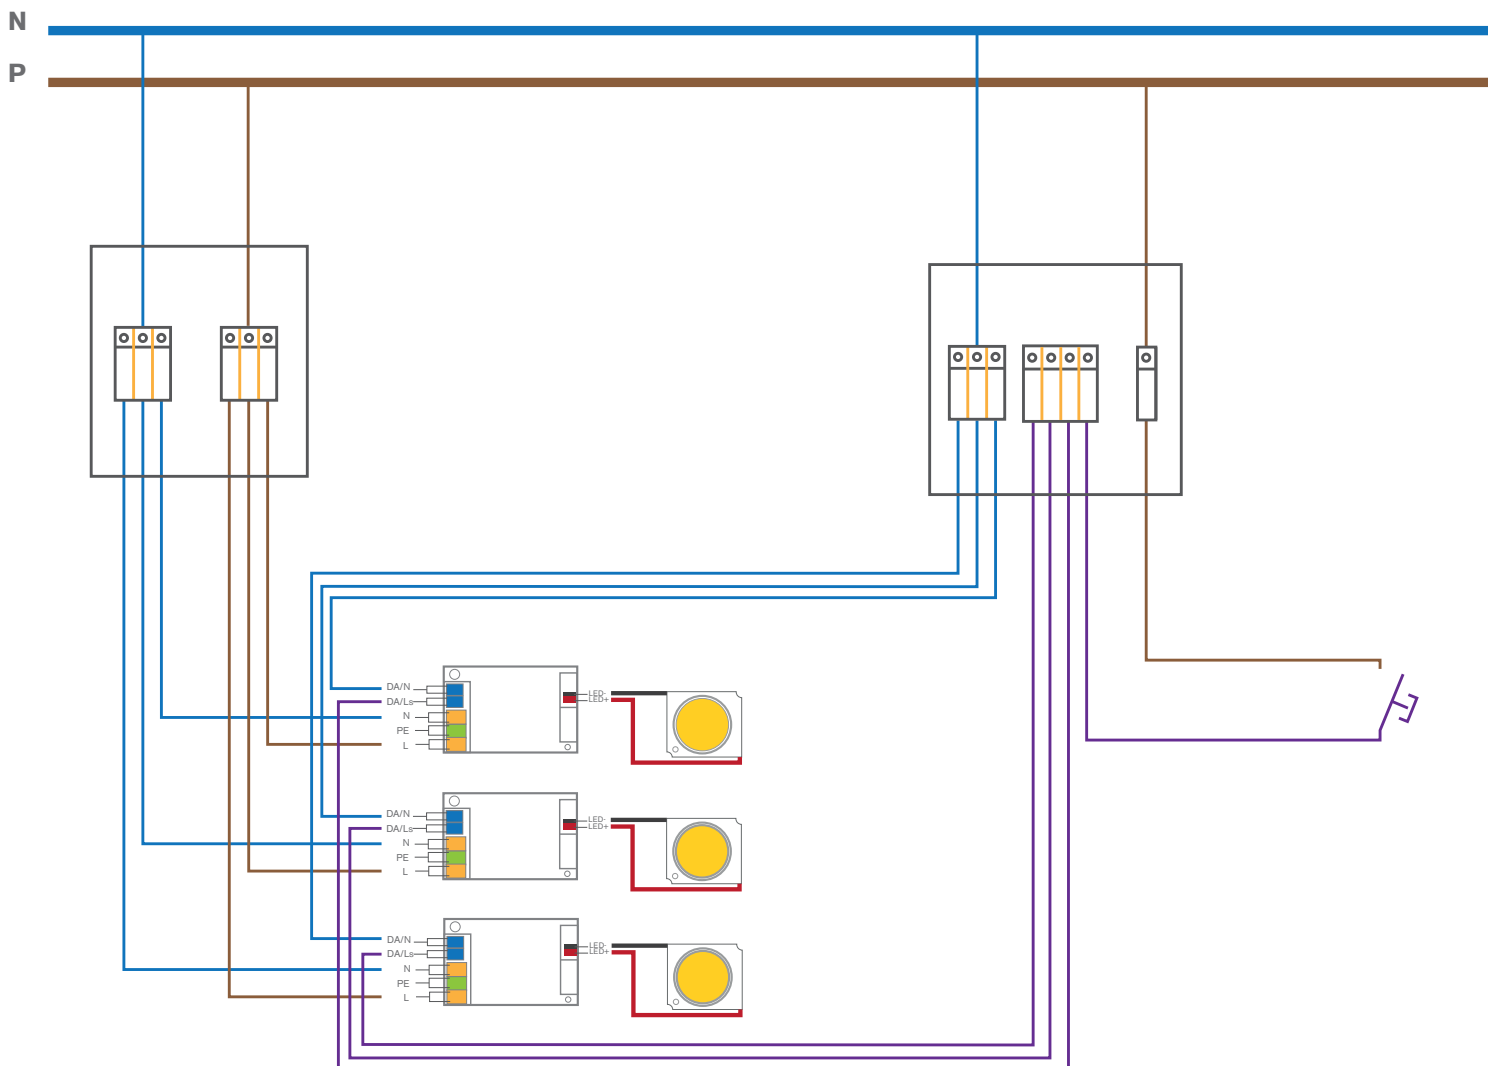 N
P
DA/N
DA/Ls
N
PE
L
LED-
LED+
DA/N
DA/Ls
N
PE
L
LED-
LED+
DA/N
DA/Ls
N
PE
L
LED-
LED+